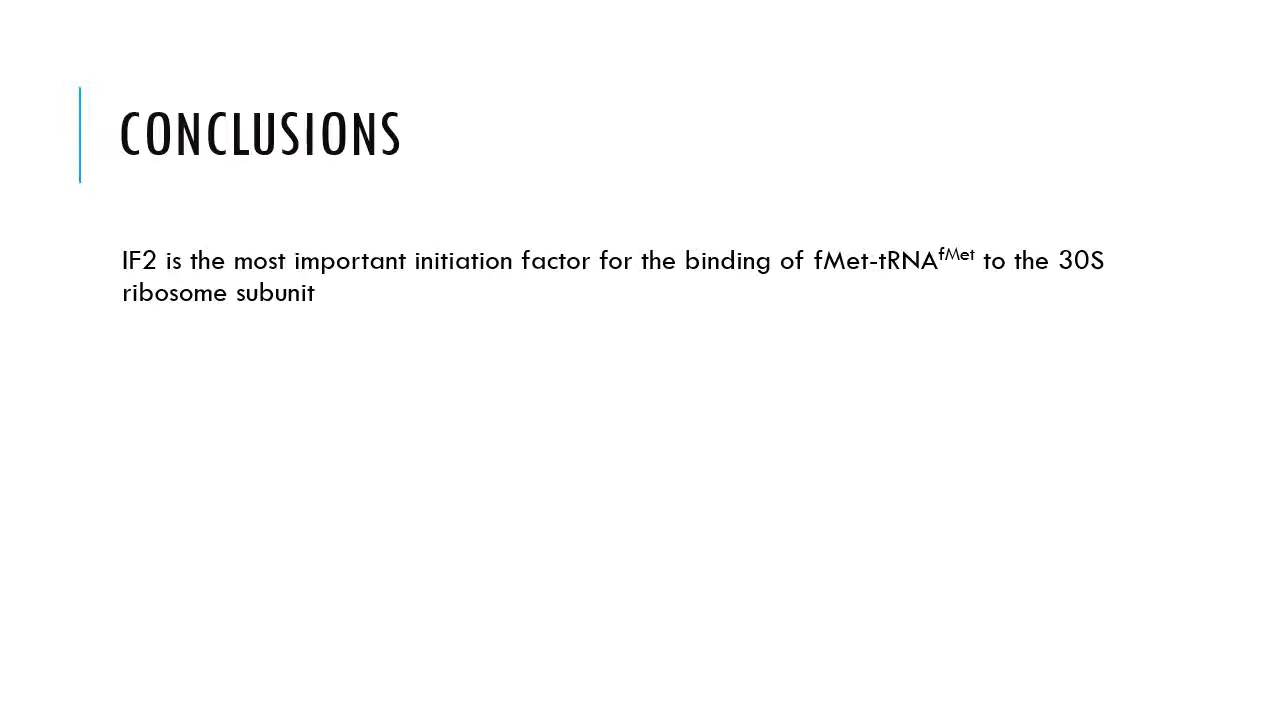 CONCLUSIONS
IF2 is the most important initiation factor for the binding of fMet-tRNAᶠᴹᵉᵗ to the 30S
ribosome subunit